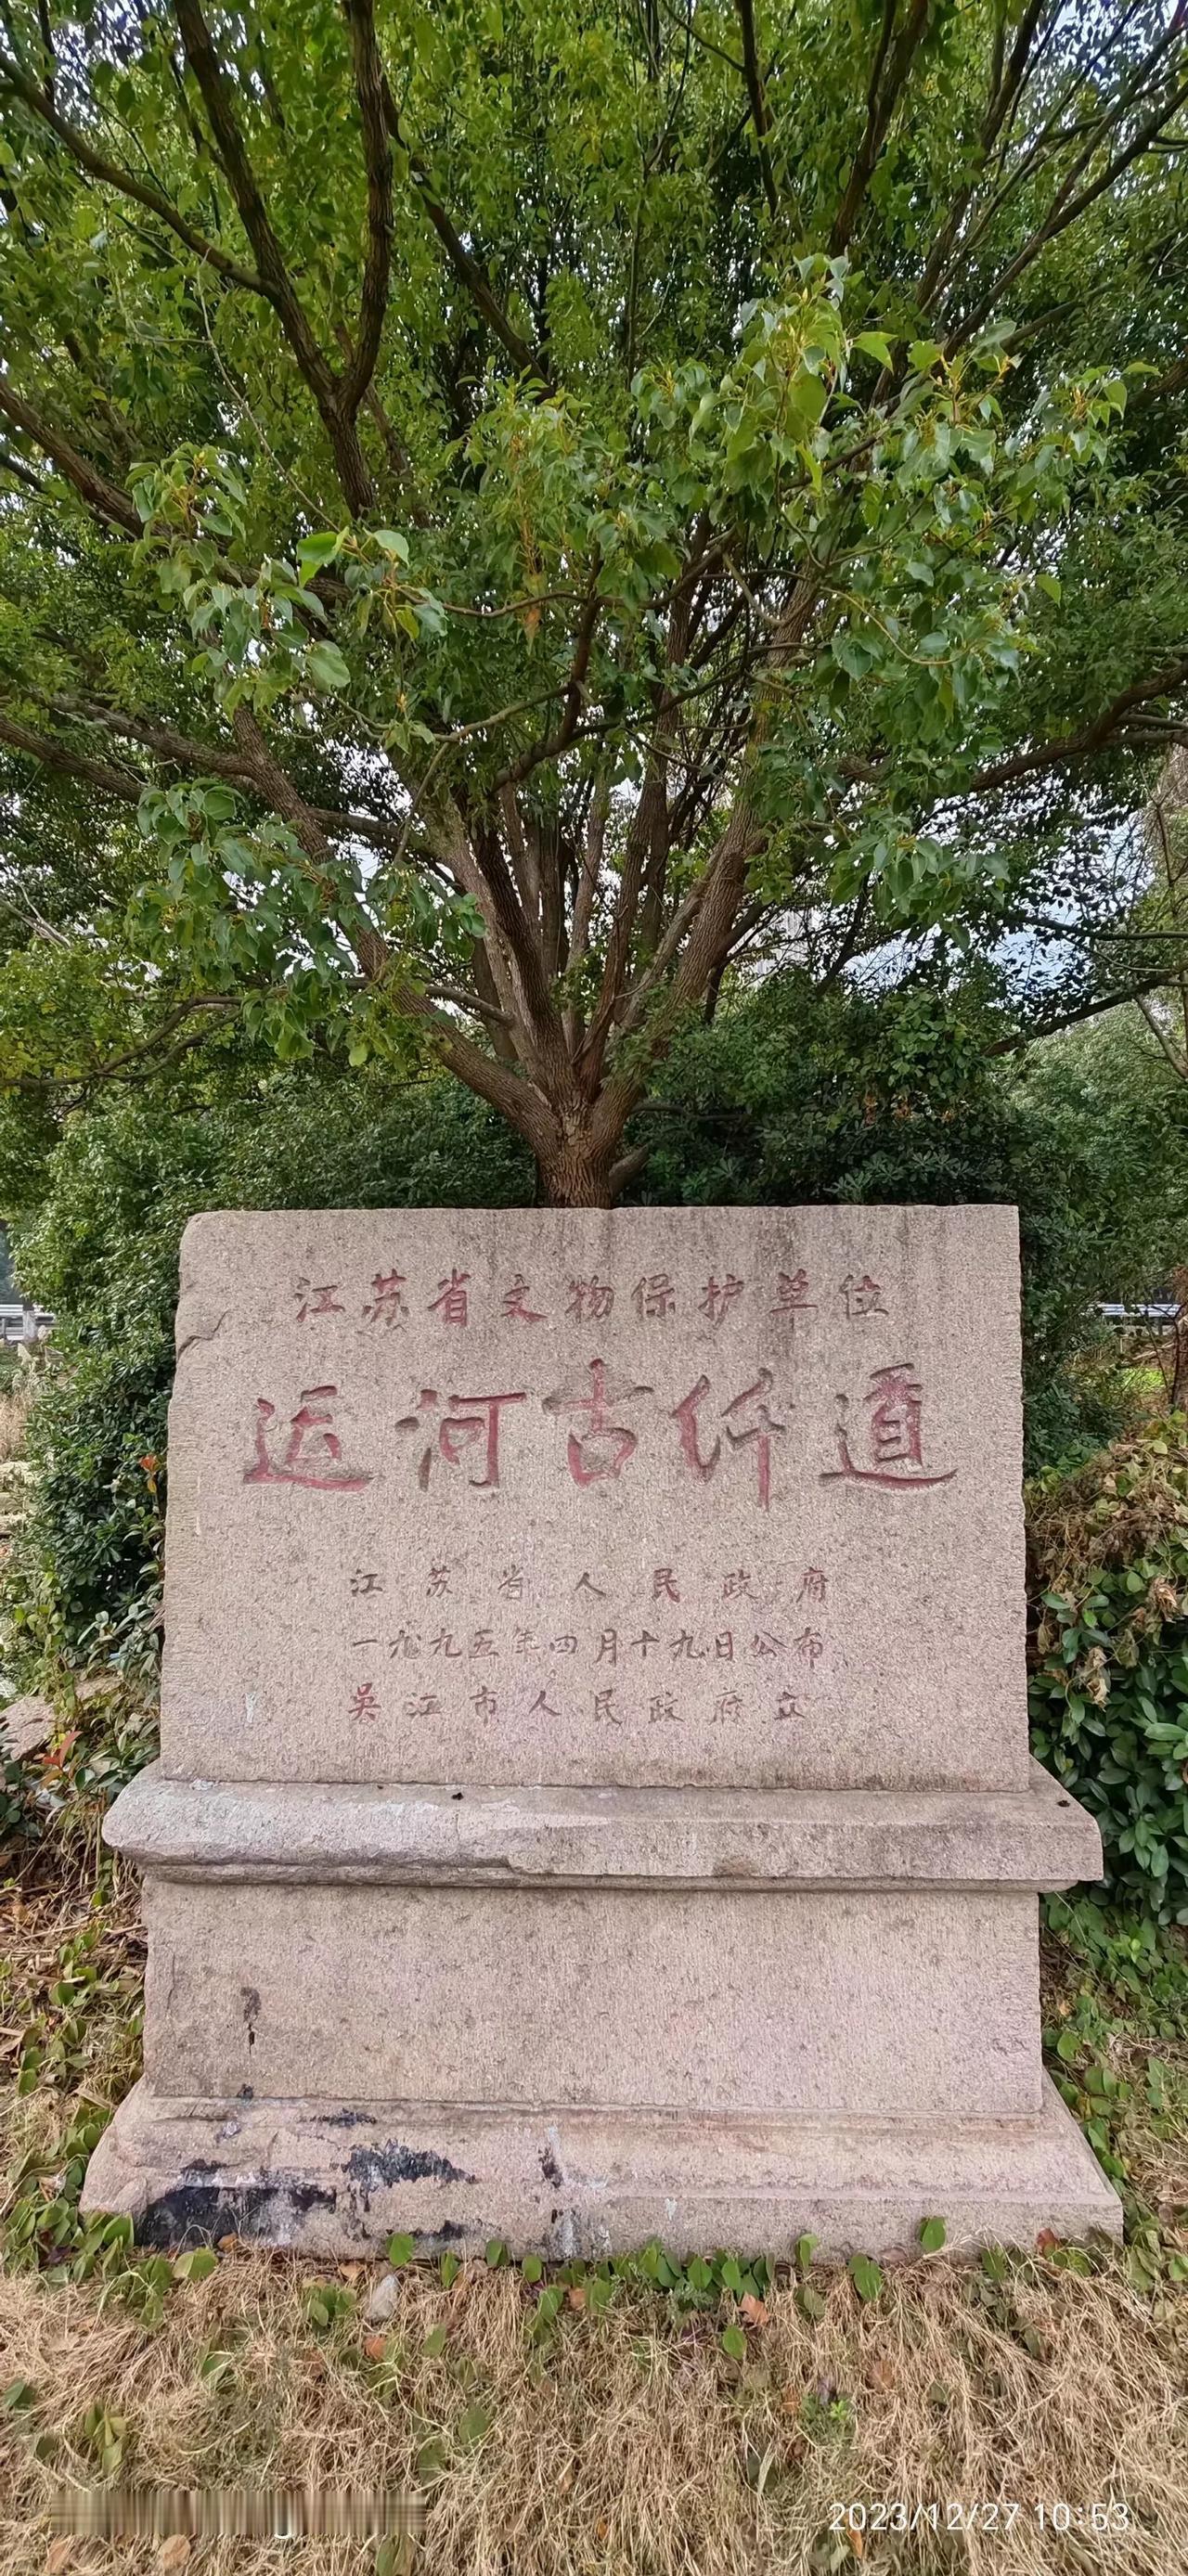 江苏省文物保护单位
运河古纤道
江苏省人民政府
一九九五年四月十九日公布
吴江市人民政府立
2023/12/27 10:53